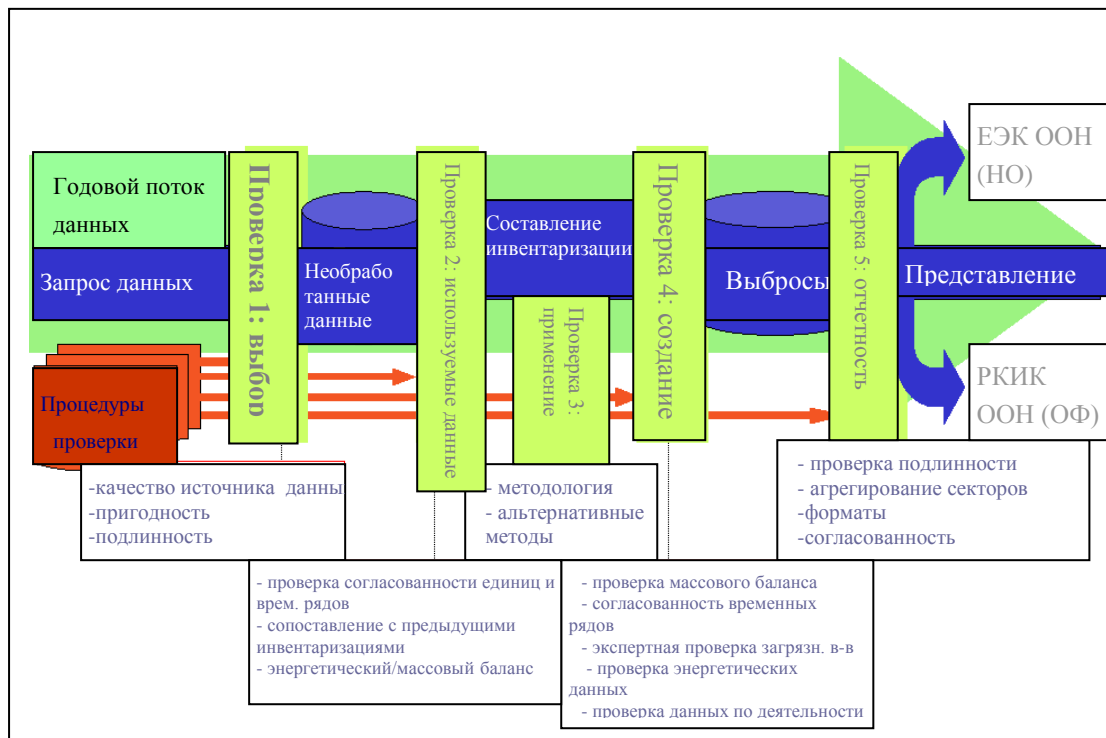 Годовой поток
данных
Запрос данных
Проверка 1: выбор
Необрабо
танные
данные
Проверка 2: используемые данные
Составление
инвентаризации
Проверка 3:
применение
Проверка 4: создание
Выбросы
Проверка 5: отчетность
Представление
ЕЭК ООН
(НО)
РКИК
ООН (ОФ)
Процедуры
проверки
-качество источника данны
-пригодность
-подлинность
- проверка согласованности единиц и
врем. рядов
- сопоставление с предыдущими
инвентаризациями
- энергетический/массовый баланс
- методология
- альтернативные
методы
- проверка массового баланса
- согласованность временных
рядов
- экспертная проверка загрязн. в-в
- проверка энергетических
данных
- проверка данных по деятельности
- проверка подлинности
- агрегирование секторов
-форматы
-согласованность